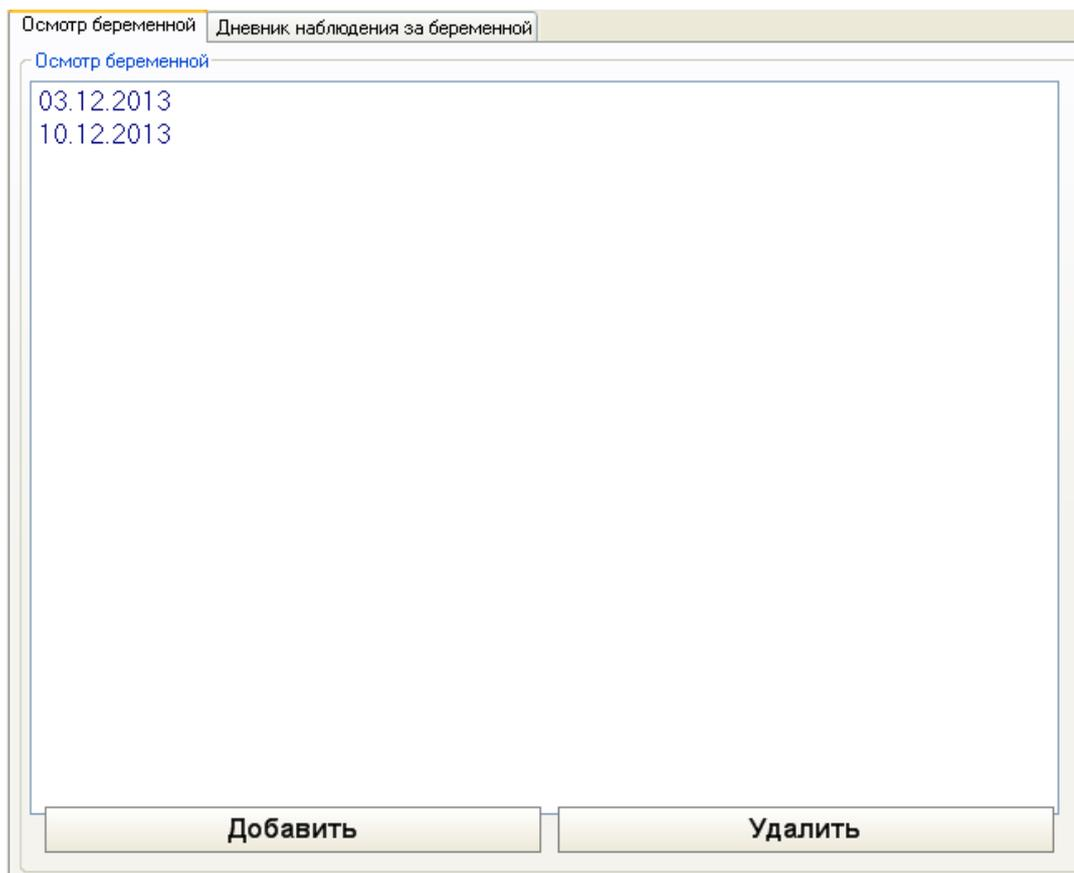 Осмотр беременной
Дневник наблюдения за беременной
Осмотр беременной
03.12.2013
10.12.2013
Добавить
Удалить